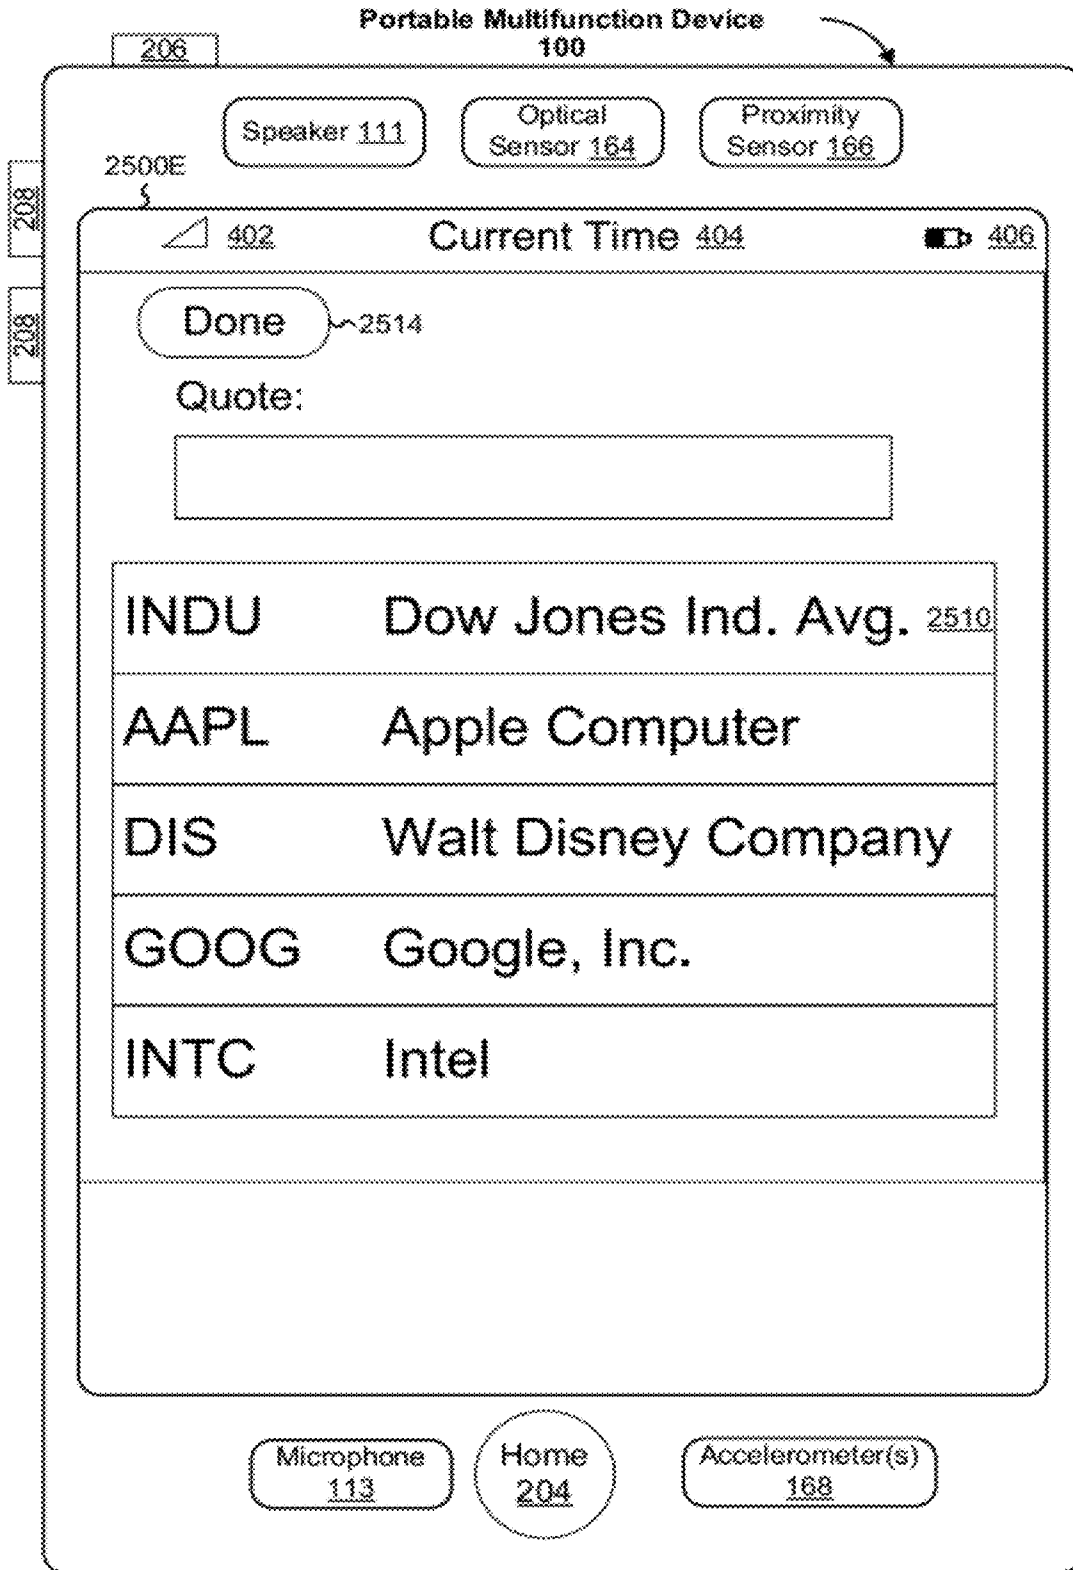 Portable Multifunction Device
100
206
Speaker 111
Optical
Sensor 164
Proximity
Sensor 166
2500E
208
402
Current Time 404
406
Done
2514
208
Quote:
INDU Dow Jones Ind. Avg. 2510
AAPL Apple Computer
DIS Walt Disney Company
GOOG Google, Inc.
INTC Intel
Microphone
113
Home
204
Accelerometer(s)
168